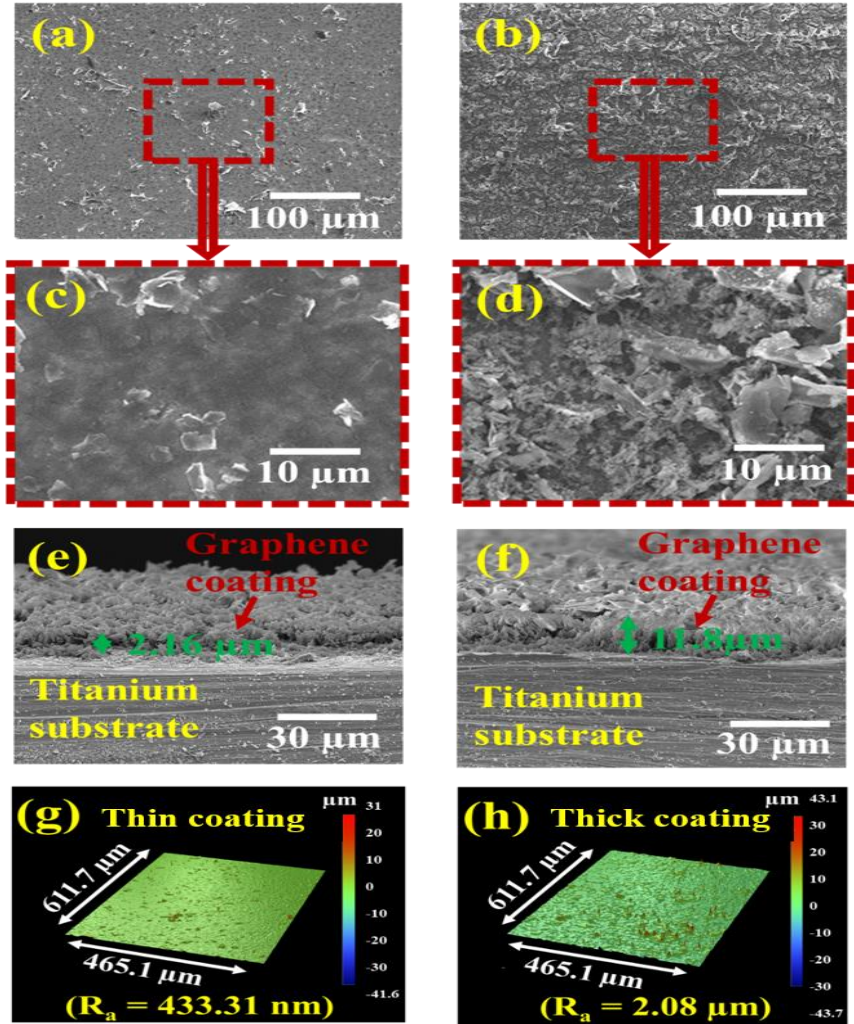 (a)
100 μm
(b)
100 μm
(c)
10 μm
(d)
10 μm
(e)
Graphene
coating
2.16 μm
Titanium
substrate
30 μm
(f)
Graphene
coating
11.8μm
Titanium
substrate
30 μm
(g)
Thin coating
μm
31
20
10
0
-10
-20
-30
-41.6
611.7 μm
465.1 μm
(Ra = 433.31 nm)
(h)
Thick coating
μm
43.1
30
20
10
0
-10
-20
-30
-43.7
611.7 μm
465.1 μm
(Ra = 2.08 μm)